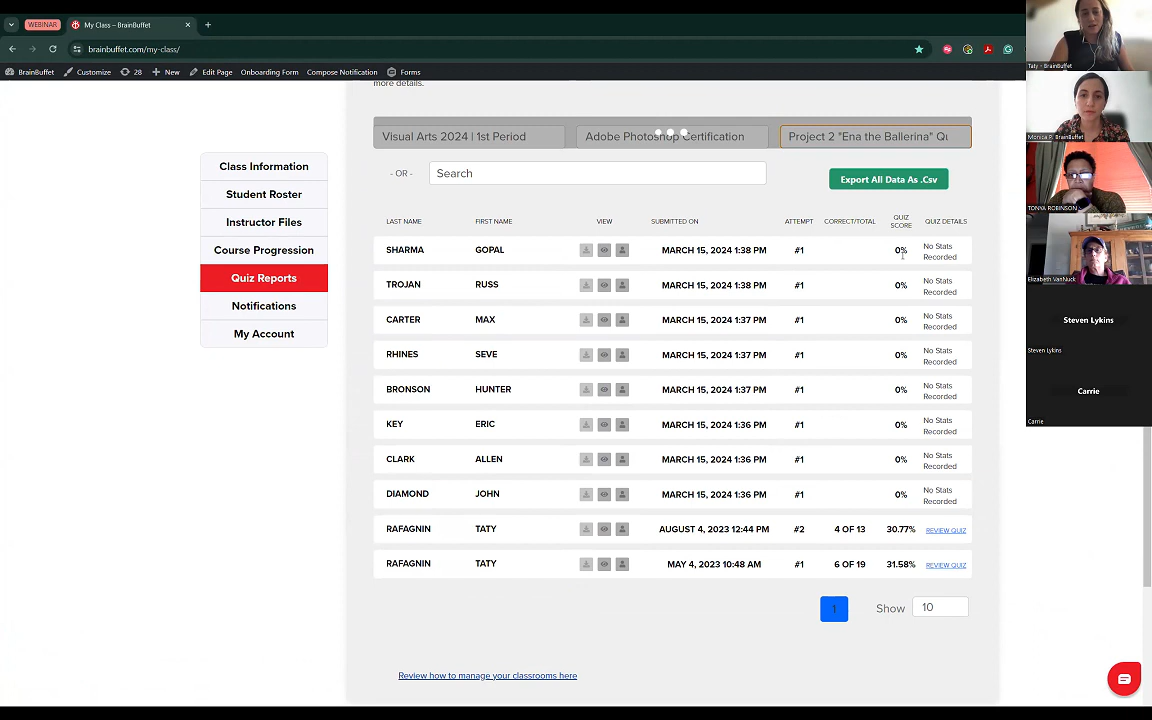 WEBINAR
My Class – BrainBuffet
brainbuffet.com/my-class/
BrainBuffet Customize 28 New Edit Page Onboarding Form Compose Notification Forms
more details.
Visual Arts 2024 | 1st Period
Adobe Photoshop Certification
Project 2 "Ena the Ballerina" Qu
- OR -
Search
Export All Data As .Csv
Class Information
Student Roster
Instructor Files
Course Progression
Quiz Reports
Notifications
My Account
LAST NAME FIRST NAME VIEW SUBMITTED ON ATTEMPT CORRECT/TOTAL QUIZ SCORE QUIZ DETAILS
SHARMA GOPAL MARCH 15, 2024 1:38 PM #1 0% No Stats Recorded
TROJAN RUSS MARCH 15, 2024 1:38 PM #1 0% No Stats Recorded
CARTER MAX MARCH 15, 2024 1:37 PM #1 0% No Stats Recorded
RHINES SEVE MARCH 15, 2024 1:37 PM #1 0% No Stats Recorded
BRONSON HUNTER MARCH 15, 2024 1:37 PM #1 0% No Stats Recorded
KEY ERIC MARCH 15, 2024 1:36 PM #1 0% No Stats Recorded
CLARK ALLEN MARCH 15, 2024 1:36 PM #1 0% No Stats Recorded
DIAMOND JOHN MARCH 15, 2024 1:36 PM #1 0% No Stats Recorded
RAFAGNIN TATY AUGUST 4, 2023 12:44 PM #2 4 OF 13 30.77% REVIEW QUIZ
RAFAGNIN TATY MAY 4, 2023 10:48 AM #1 6 OF 19 31.58% REVIEW QUIZ
1
Show 10
Review how to manage your classrooms here
Taty - BrainBuffet
Monica P. BrainBuffet
TONYA ROBINSON
Elizabeth VanNuck
Steven Lykins
Steven Lykins
Carrie
Carrie